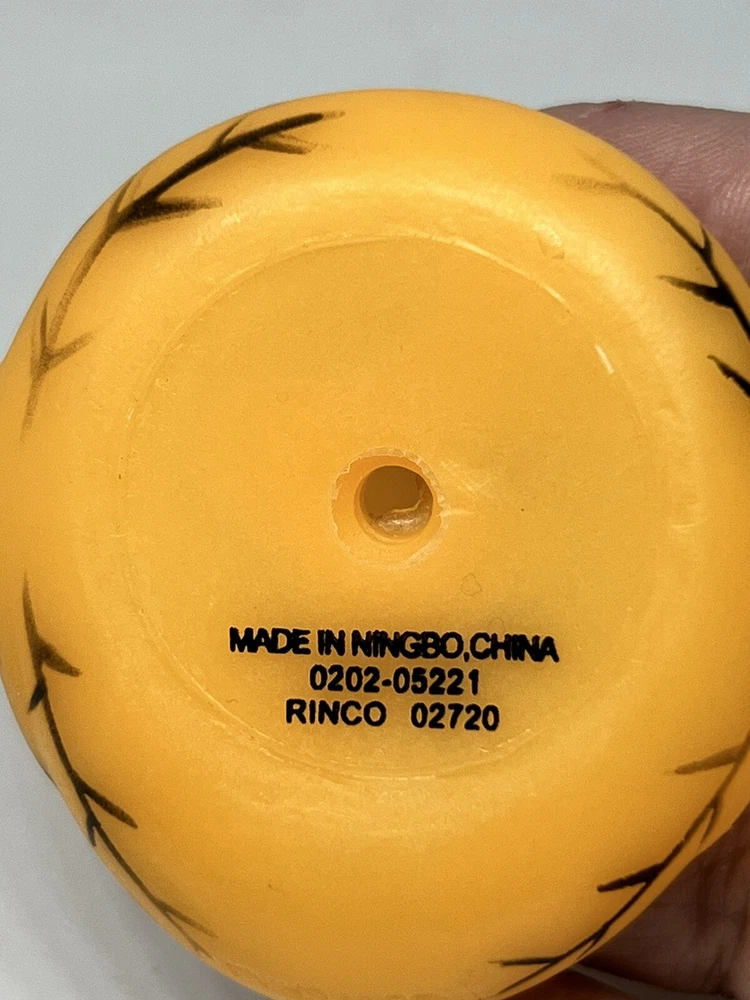 MADE IN NINGBO,CHINA
0202-05221
RINCO 02720